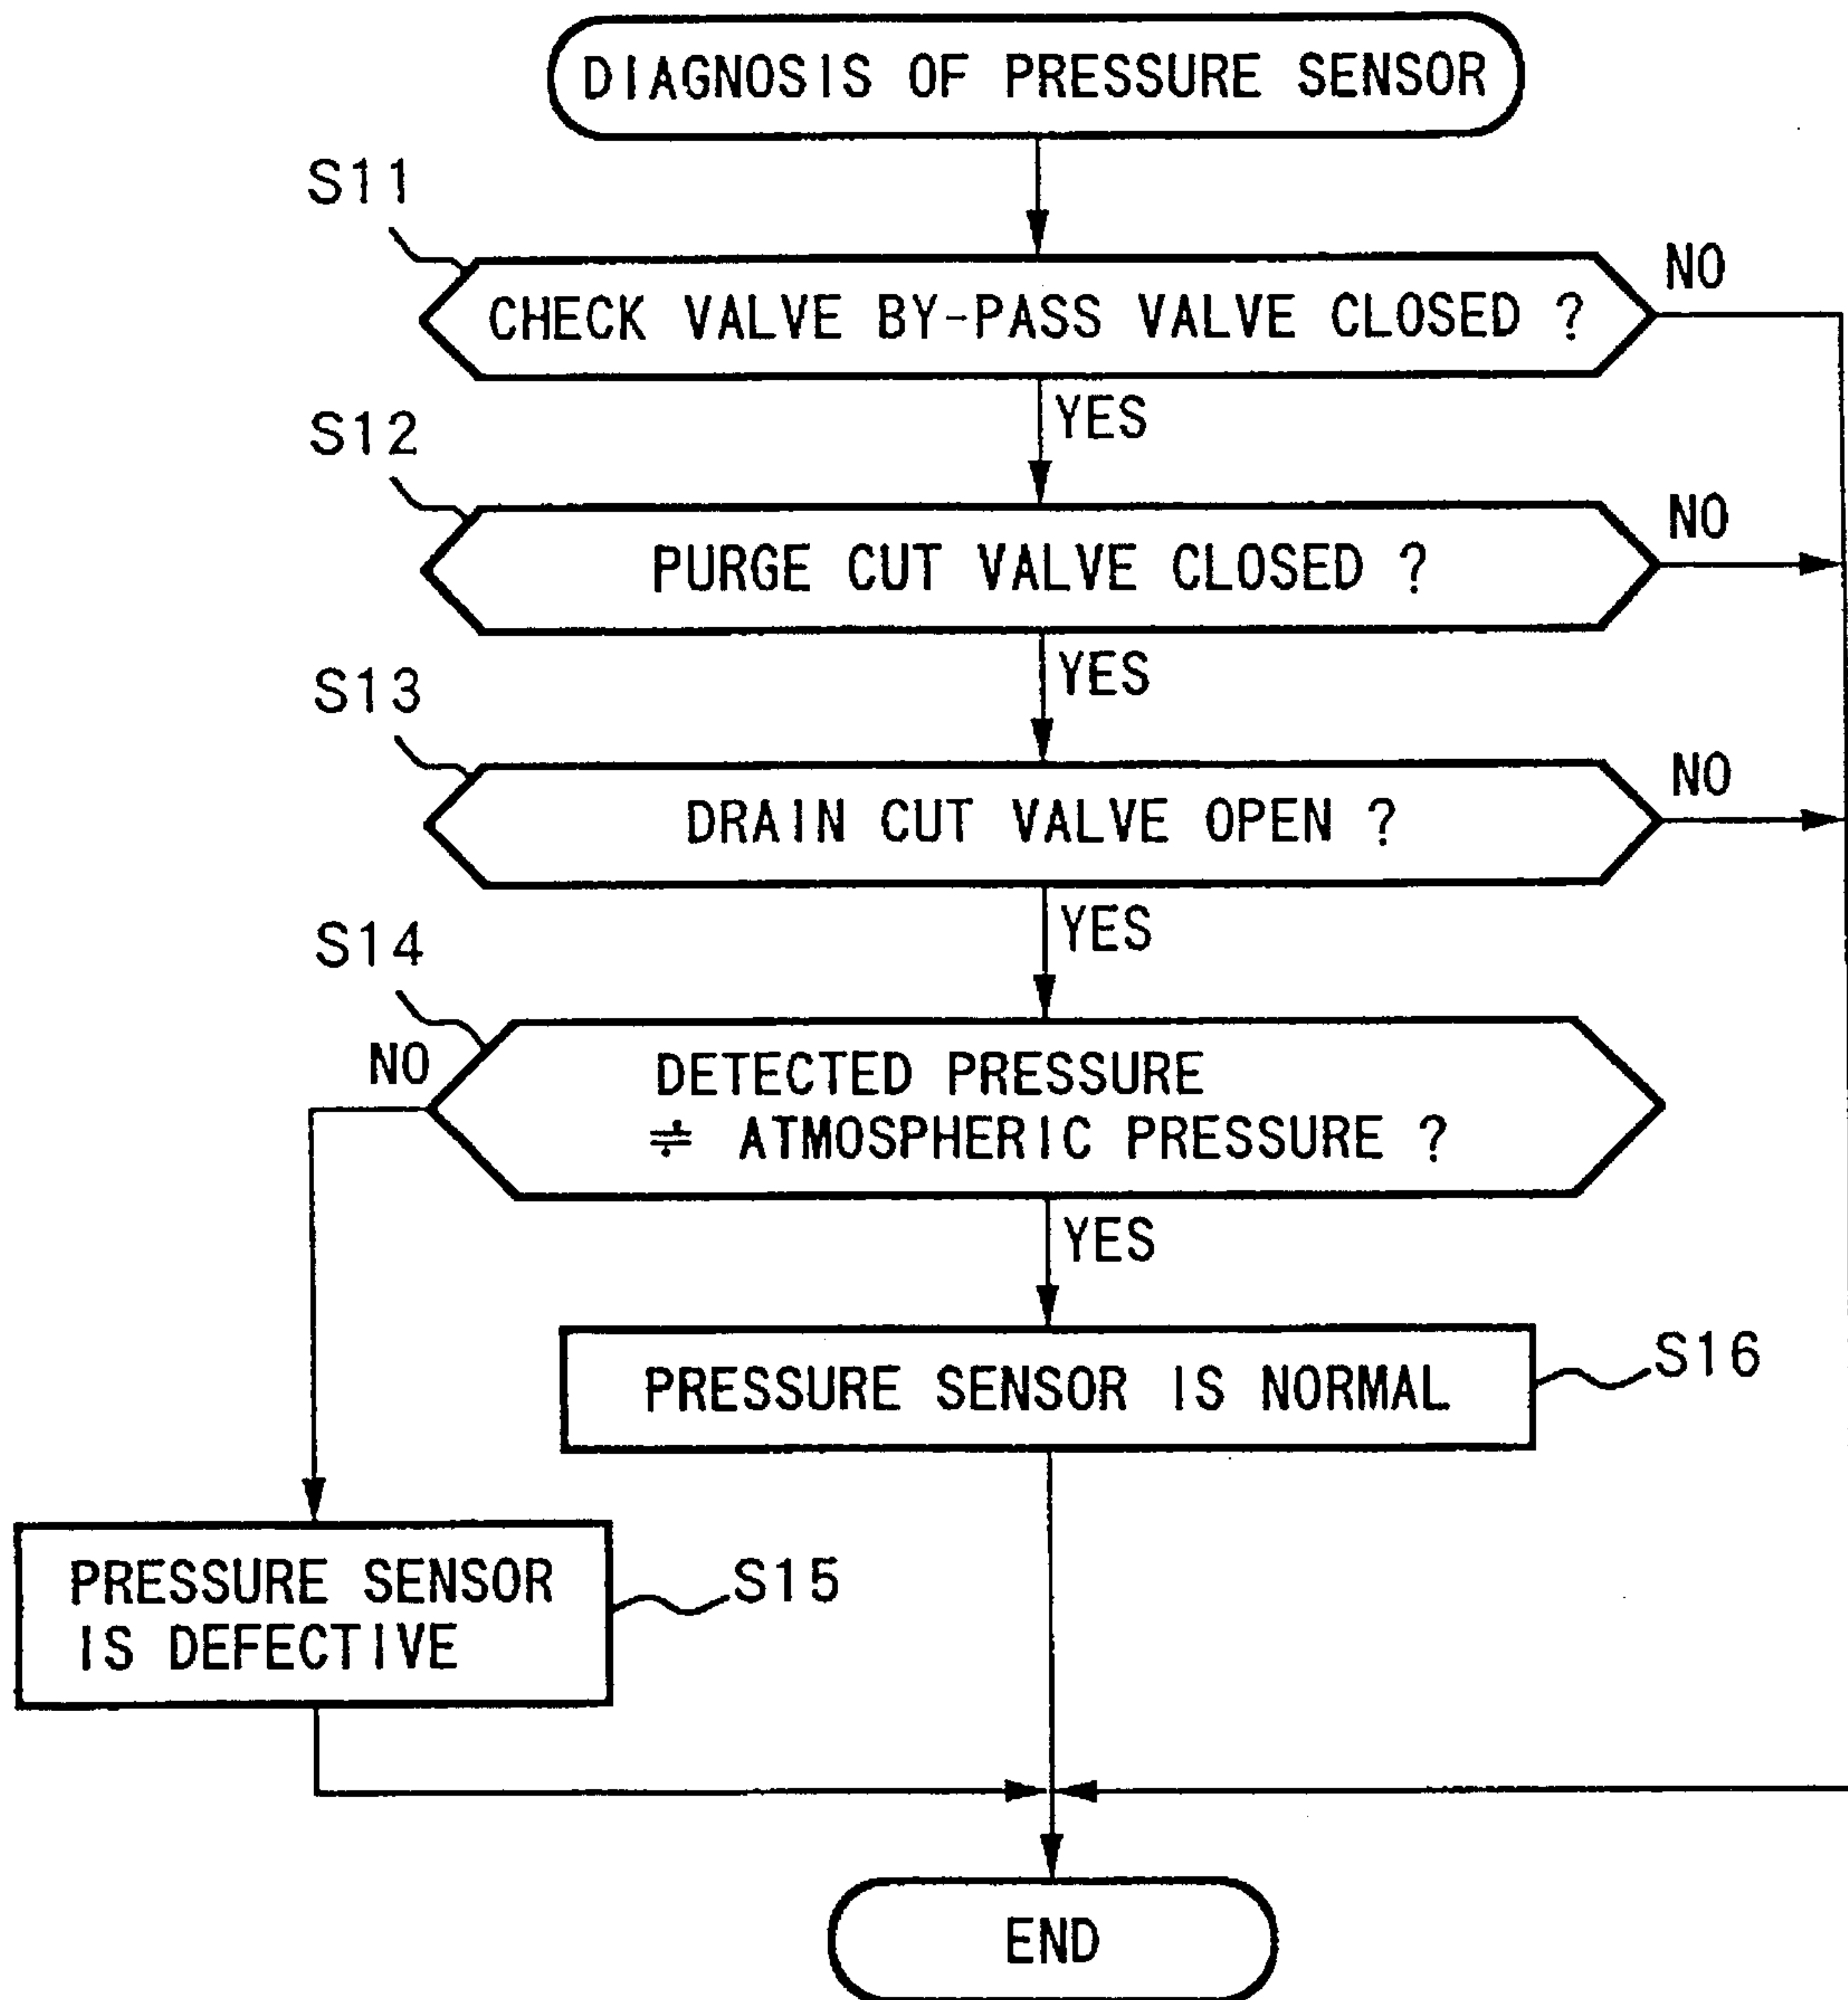 DIAGNOSIS OF PRESSURE SENSOR
S11
NO
CHECK VALVE BY-PASS VALVE CLOSED ?
YES
S12
NO
PURGE CUT VALVE CLOSED ?
YES
S13
NO
DRAIN CUT VALVE OPEN ?
YES
S14
NO
DETECTED PRESSURE
≒ ATMOSPHERIC PRESSURE ?
YES
PRESSURE SENSOR IS NORMAL
S16
PRESSURE SENSOR
IS DEFECTIVE
S15
END